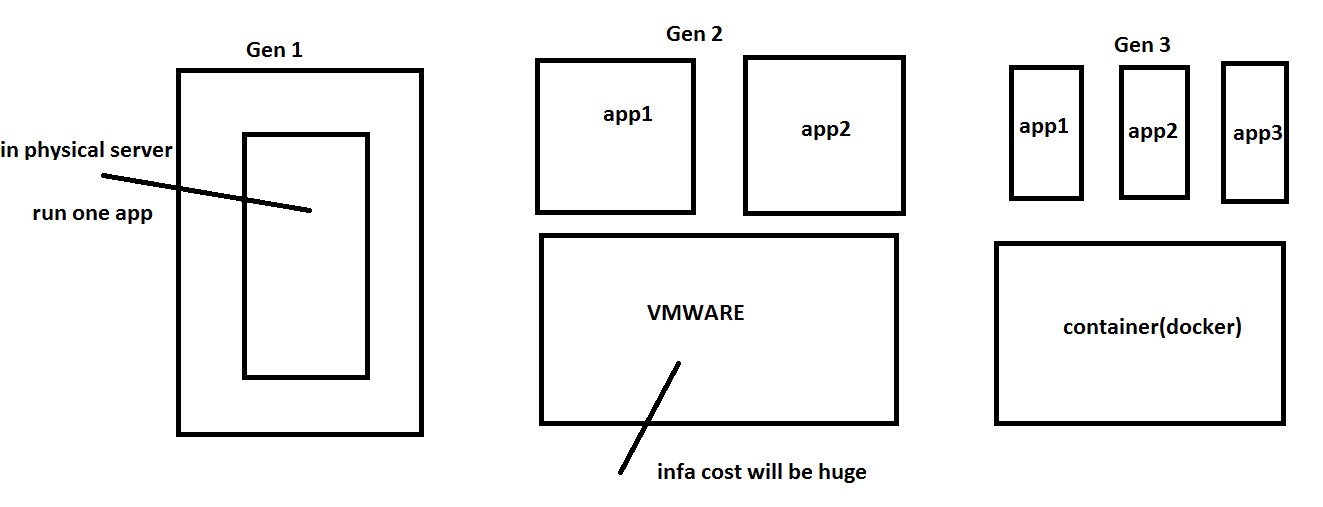 Gen 1
in physical server
run one app
Gen 2
app1
app2
VMWARE
infa cost will be huge
Gen 3
app1
app2
app3
container(docker)